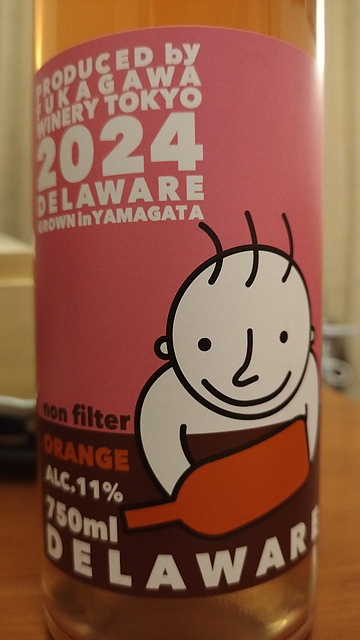 PRODUCED by
FUKAGAWA
WINERY TOKYO
2024
DELAWARE
GROWN in YAMAGATA
non filter
ORANGE
ALC.11%
750ml
DELAWARE